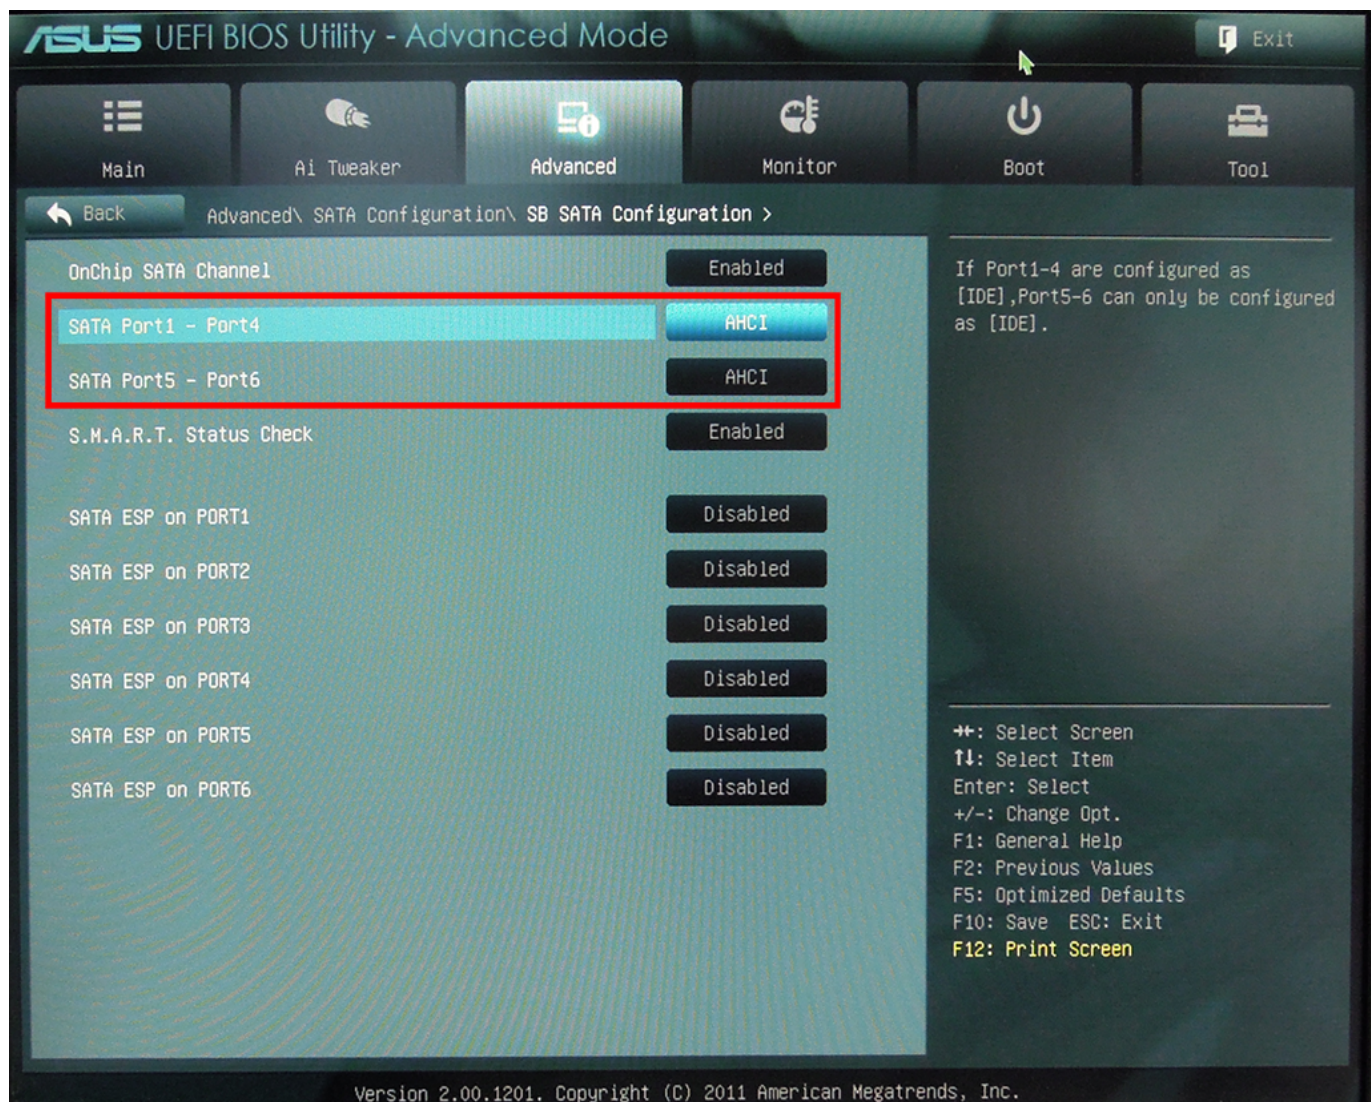 ASUS UEFI BIOS Utility - Advanced Mode
Exit
Main
Ai Tweaker
Advanced
Monitor
Boot
Tool
Back
Advanced\ SATA Configuration\ SB SATA Configuration >
OnChip SATA Channel Enabled
SATA Port1 - Port4 AHCI
SATA Port5 - Port6 AHCI
S.M.A.R.T. Status Check Enabled
SATA ESP on PORT1 Disabled
SATA ESP on PORT2 Disabled
SATA ESP on PORT3 Disabled
SATA ESP on PORT4 Disabled
SATA ESP on PORT5 Disabled
SATA ESP on PORT6 Disabled
If Port1-4 are configured as
[IDE],Port5-6 can only be configured
as [IDE].
→←: Select Screen
↑↓: Select Item
Enter: Select
+/-: Change Opt.
F1: General Help
F2: Previous Values
F5: Optimized Defaults
F10: Save ESC: Exit
F12: Print Screen
Version 2.00.1201. Copyright (C) 2011 American Megatrends, Inc.